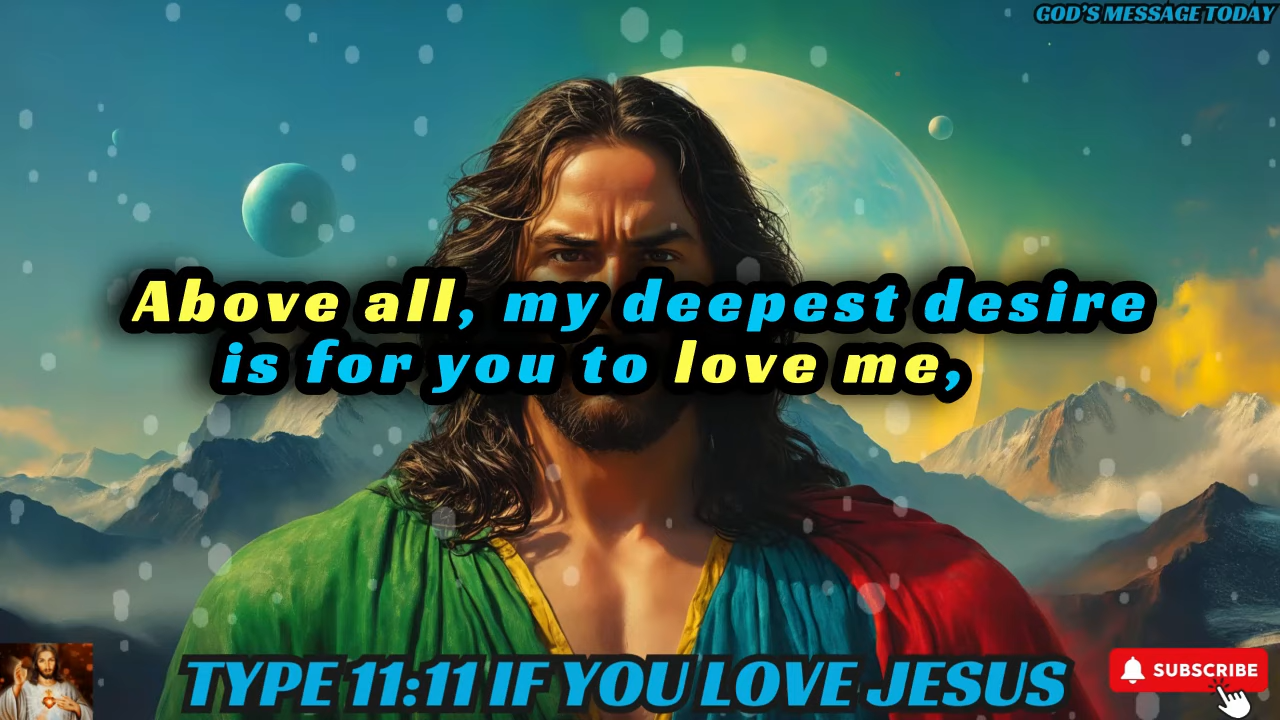 GOD'S MESSAGE TODAY
Above all, my deepest desire
is for you to love me,
TYPE 11:11 IF YOU LOVE JESUS
SUBSCRIBE